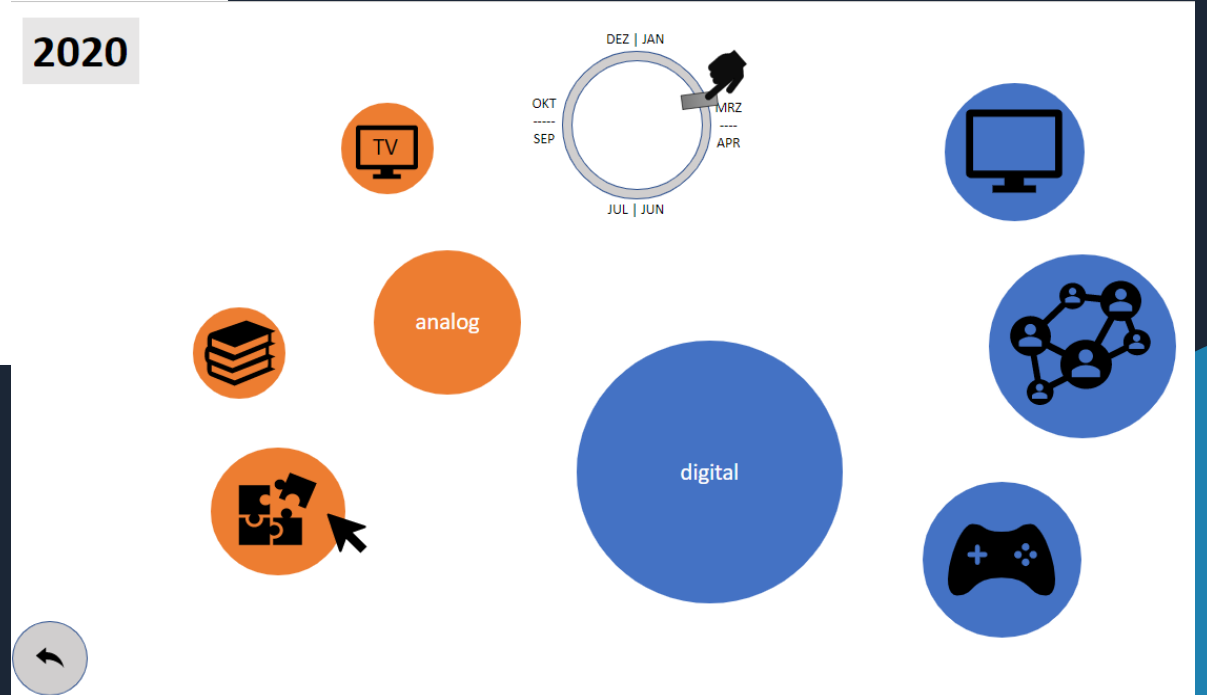 2020
DEZ | JAN
OKT
-----
SEP
MRZ
----
APR
JUL | JUN
TV
analog
digital